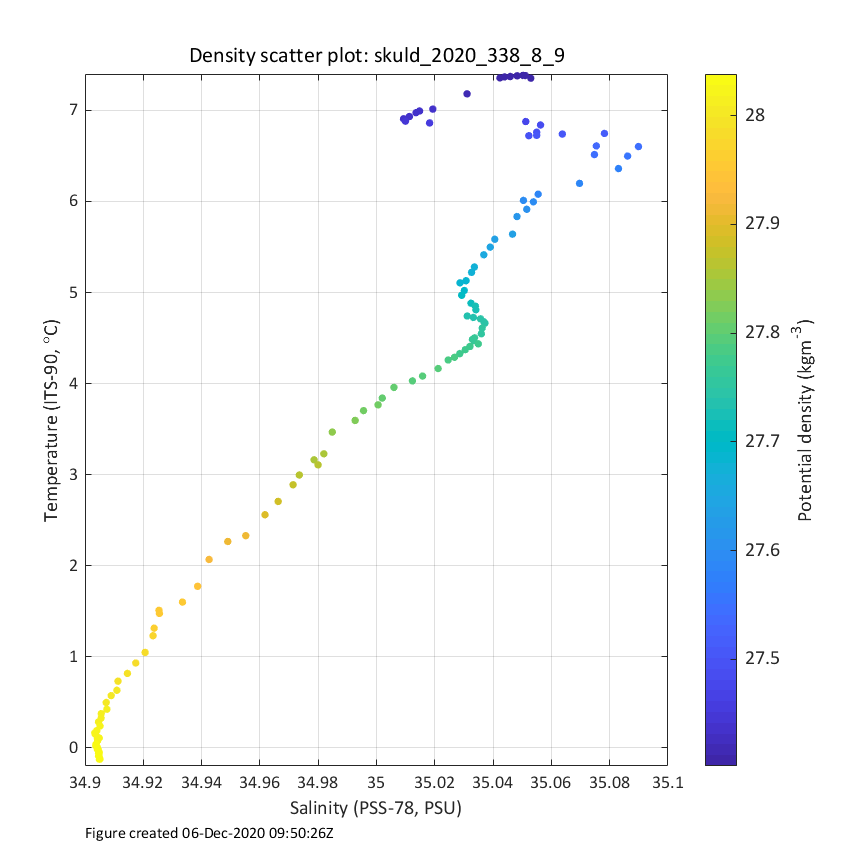 Density scatter plot: skuld_2020_338_8_9
7
6
5
4
3
2
1
0
Temperature (ITS-90, °C)
34.9 34.92 34.94 34.96 34.98 35 35.02 35.04 35.06 35.08 35.1
Salinity (PSS-78, PSU)
28
27.9
27.8
27.7
27.6
27.5
Potential density (kgm-3)
Figure created 06-Dec-2020 09:50:26Z